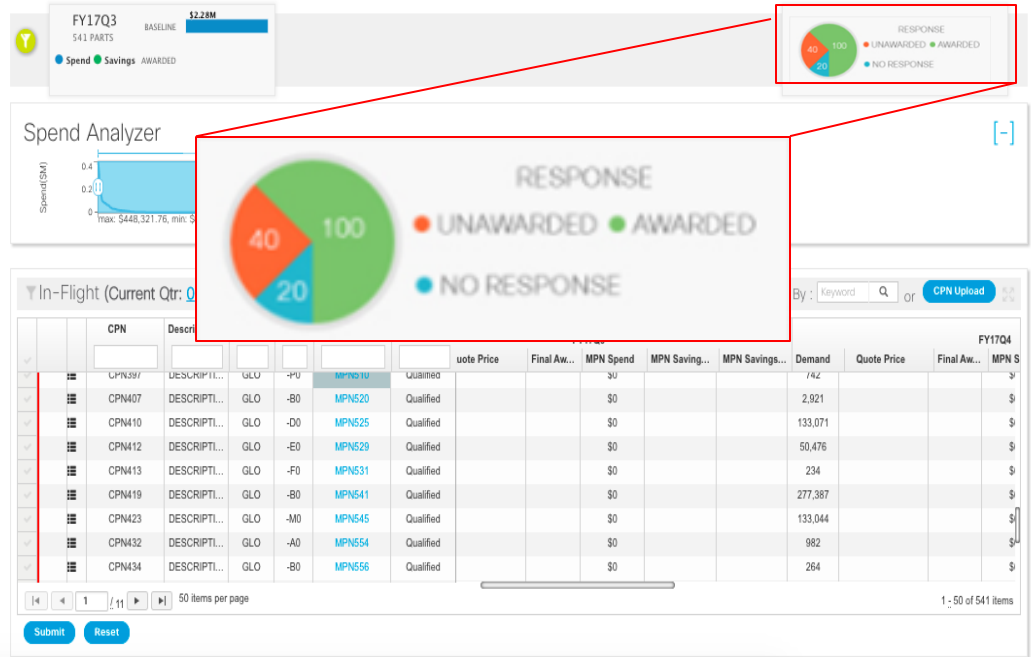 FY17Q3
541 PARTS
BASELINE
$2.28M
Spend Savings AWARDED
RESPONSE
40 100 UNAWARDED AWARDED
20 NO RESPONSE
Spend Analyzer
[-]
Spend($M)
0.4
0.2
0
max: $448,321.76, min: $
RESPONSE
100
UNAWARDED AWARDED
40
20
NO RESPONSE
In-Flight (Current Qtr: 0
By : Keyword or CPN Upload
CPN Descri
FY17Q4
uote Price Final Aw... MPN Spend MPN Saving... MPN Savings... Demand Quote Price Final Aw... MPN S
CPN397 DESCRIPTI... GLO -P0 MPN510 Qualified $0 742
CPN407 DESCRIPTI... GLO -B0 MPN520 Qualified $0 2,921 $
CPN410 DESCRIPTI... GLO -D0 MPN525 Qualified $0 133,071 $
CPN412 DESCRIPTI... GLO -E0 MPN529 Qualified $0 50,476 $
CPN413 DESCRIPTI... GLO -F0 MPN531 Qualified $0 234 $
CPN419 DESCRIPTI... GLO -B0 MPN541 Qualified $0 277,387 $
CPN423 DESCRIPTI... GLO -M0 MPN545 Qualified $0 133,044 $
CPN432 DESCRIPTI... GLO -A0 MPN554 Qualified $0 982 $
CPN434 DESCRIPTI... GLO -B0 MPN556 Qualified $0 264 $
1 / 11 50 items per page 1 - 50 of 541 items
Submit Reset